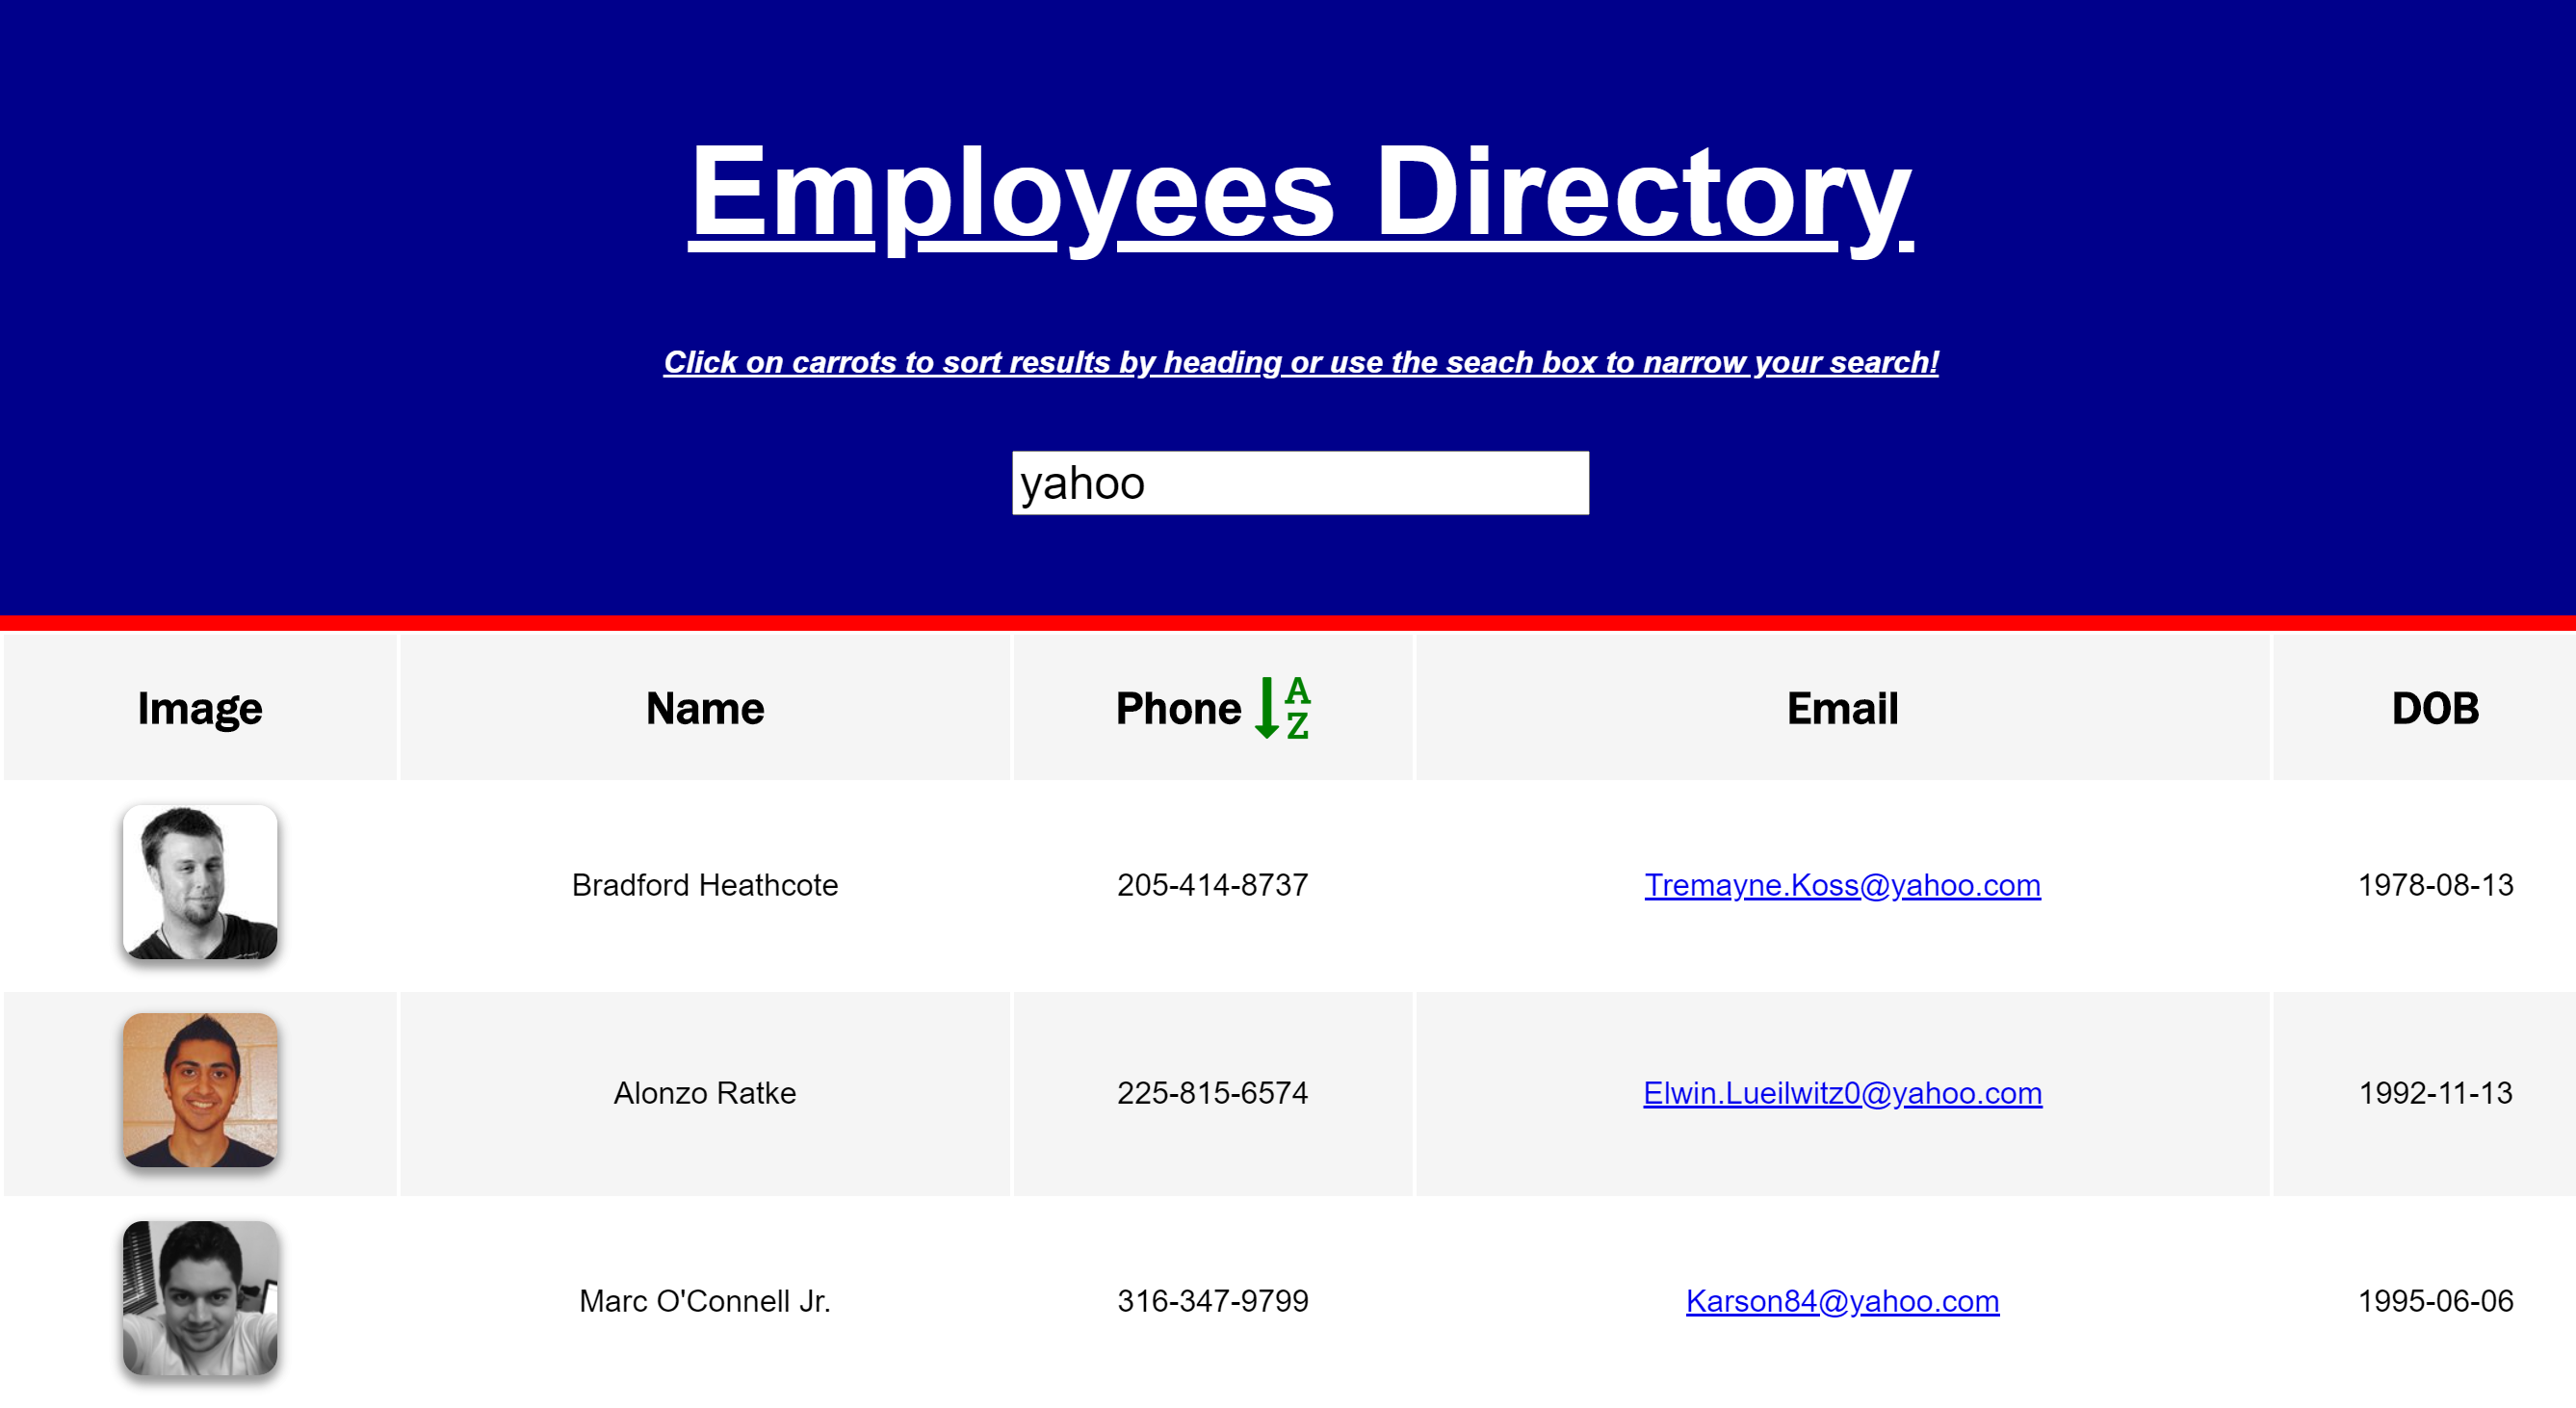 Employees Directory
Click on carrots to sort results by heading or use the seach box to narrow your search!
yahoo
Image Name Phone A Z Email DOB
Bradford Heathcote 205-414-8737 Tremayne.Koss@yahoo.com 1978-08-13
Alonzo Ratke 225-815-6574 Elwin.Lueilwitz0@yahoo.com 1992-11-13
Marc O'Connell Jr. 316-347-9799 Karson84@yahoo.com 1995-06-06